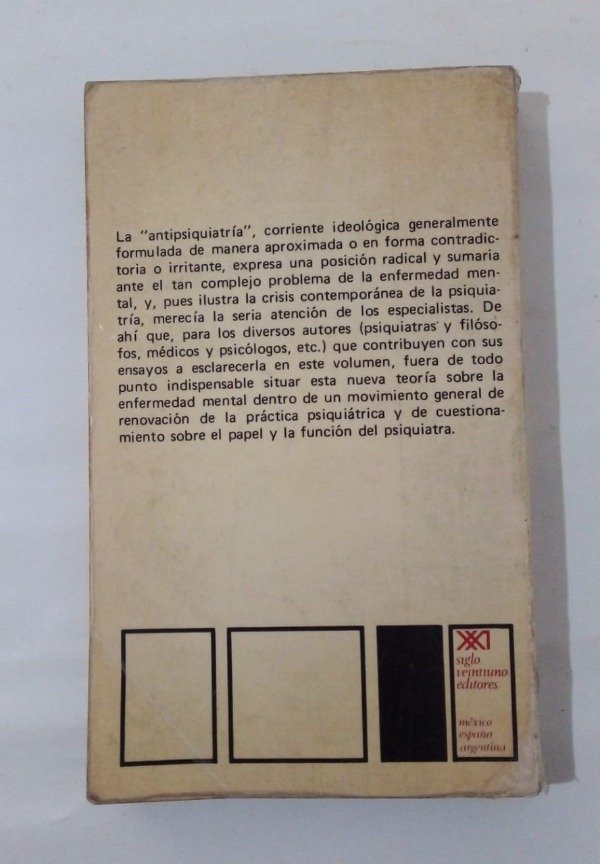 La "antipsiquiatría", corriente ideológica generalmente
formulada de manera aproximada o en forma contradic-
toria o irritante, expresa una posición radical y sumaria
ante el tan complejo problema de la enfermedad men-
tal, y, pues ilustra la crisis contemporánea de la psiquia-
tría, merecía la seria atención de los especialistas. De
ahí que, para los diversos autores (psiquiatras y filóso-
fos, médicos y psicólogos, etc.) que contribuyen con sus
ensayos a esclarecerla en este volumen, fuera de todo
punto indispensable situar esta nueva teoría sobre la
enfermedad mental dentro de un movimiento general de
renovación de la práctica psiquiátrica y de cuestiona-
miento sobre el papel y la función del psiquiatra.
XXI
siglo
veintiuno
editores
méxico
españa
argentina